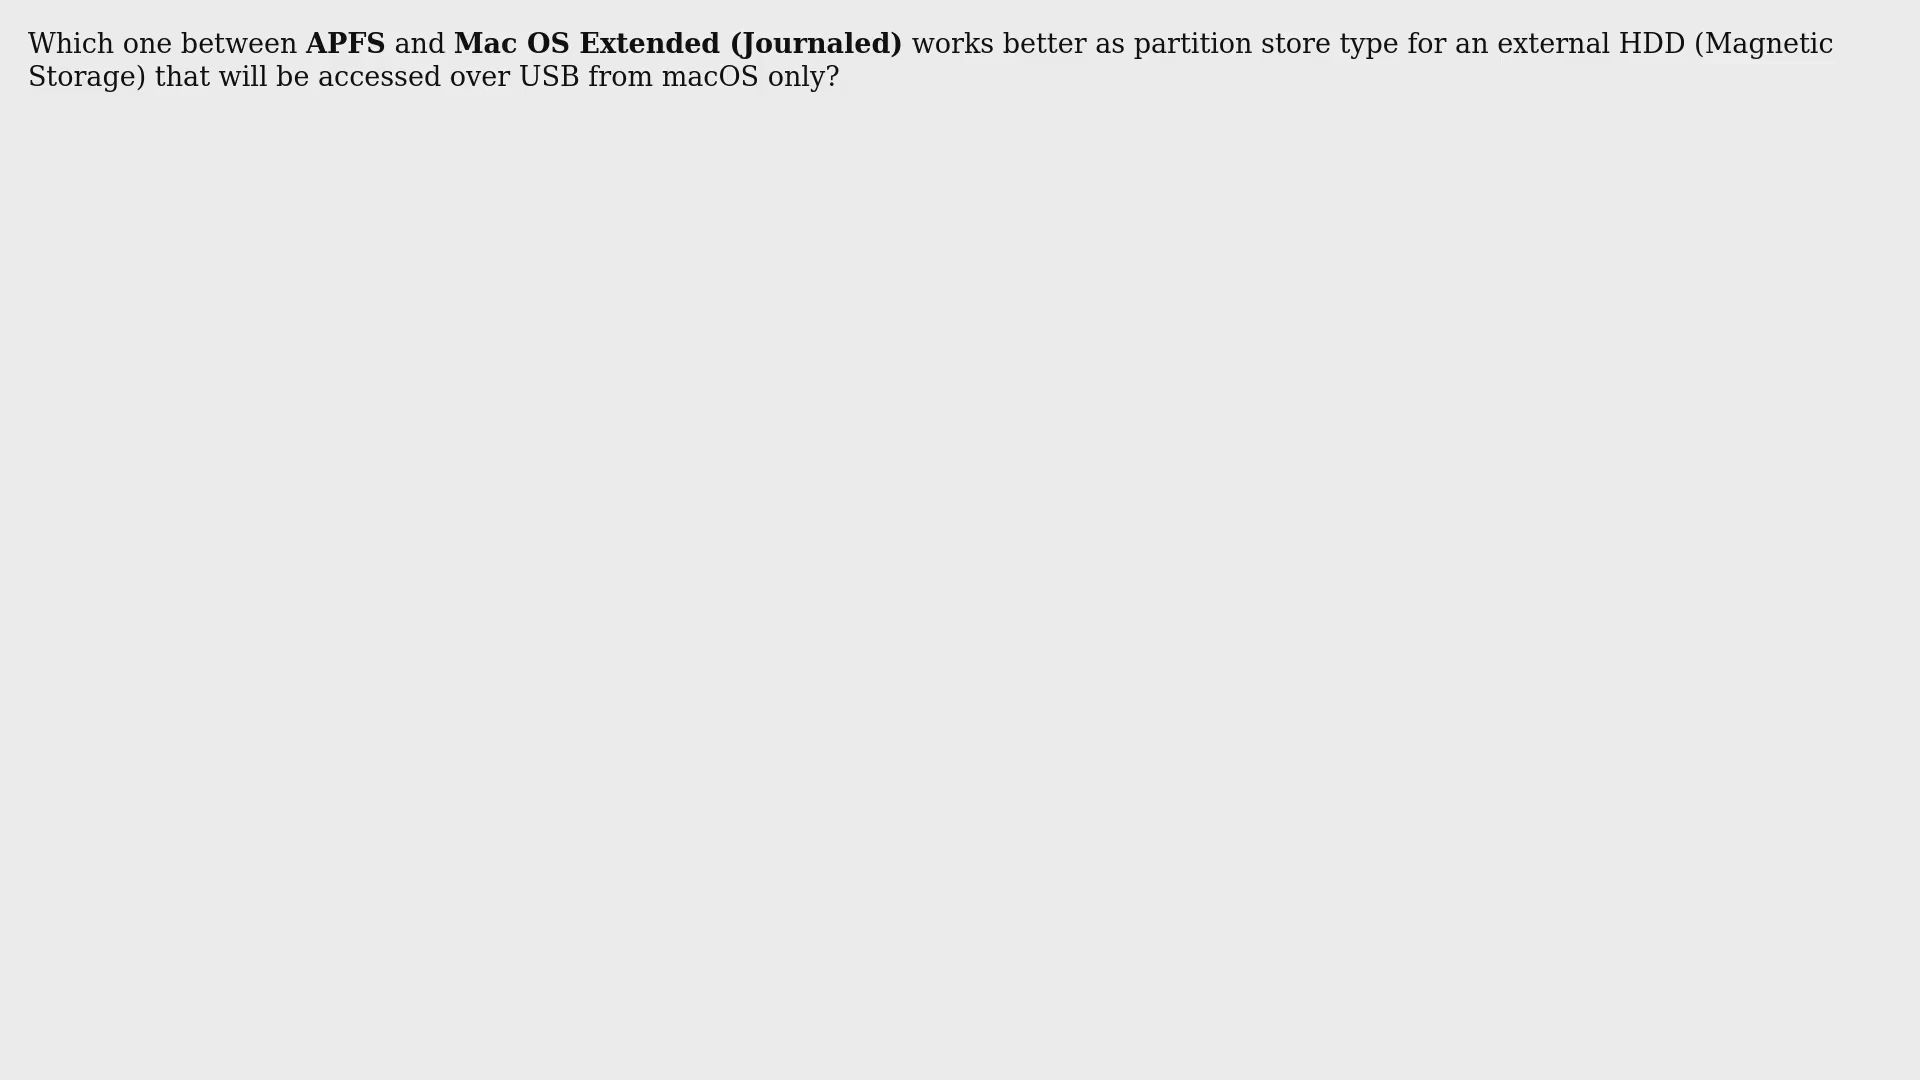 Which one between APFS and Mac OS Extended (Journaled) works better as partition store type for an external HDD (Magnetic
Storage) that will be accessed over USB from macOS only?